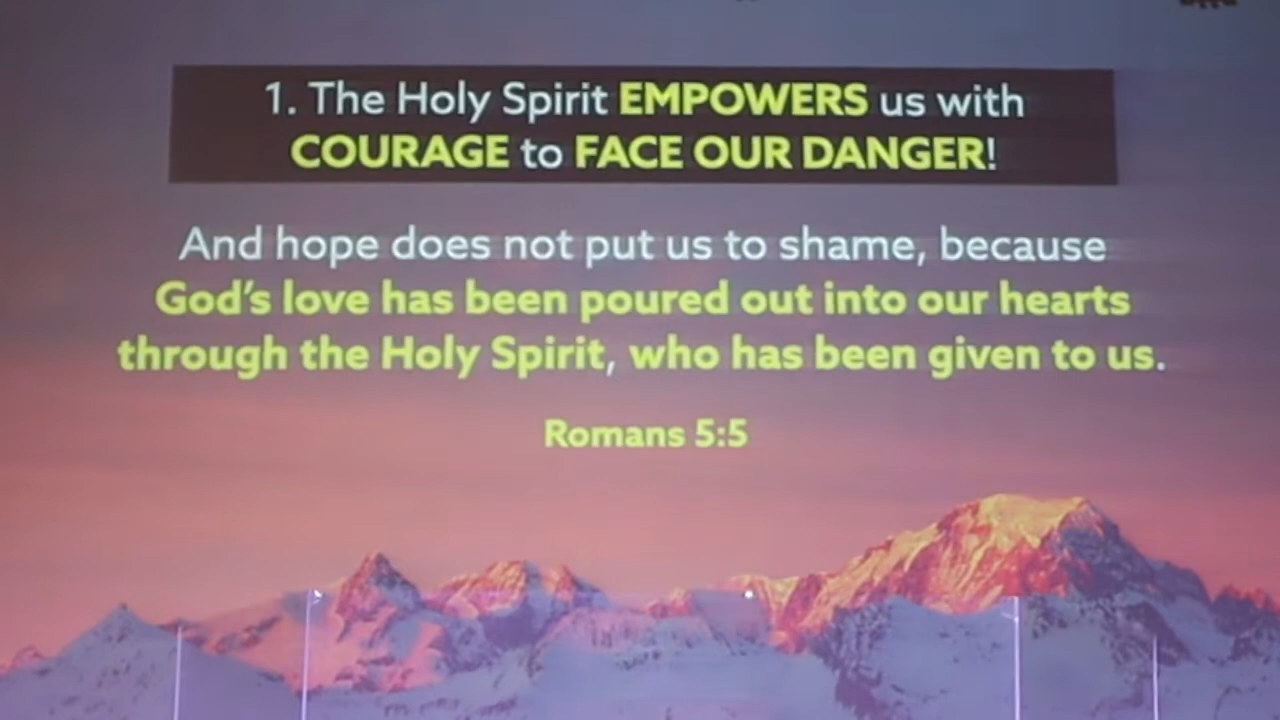 1. The Holy Spirit EMPOWERS us with
COURAGE to FACE OUR DANGER!
And hope does not put us to shame, because
God's love has been poured out into our hearts
through the Holy Spirit, who has been given to us.
Romans 5:5